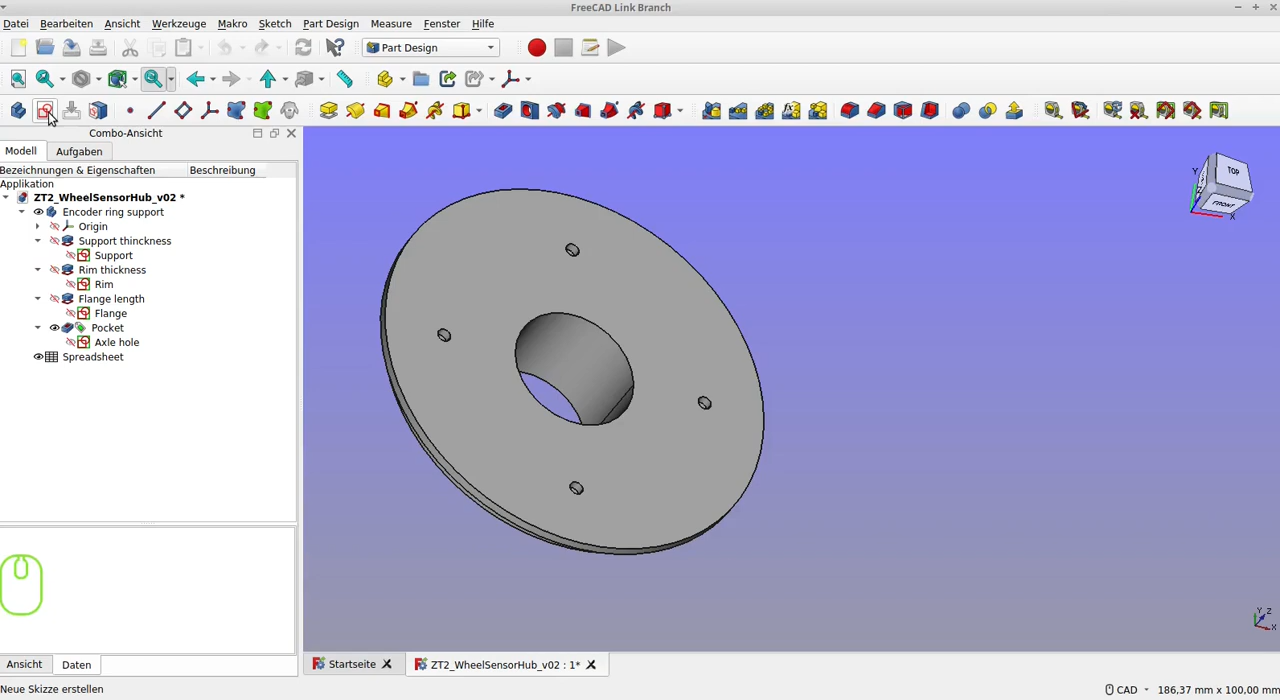 FreeCAD Link Branch
Datei Bearbeiten Ansicht Werkzeuge Makro Sketch Part Design Measure Fenster Hilfe
Part Design
Combo-Ansicht
Modell Aufgaben
Bezeichnungen & Eigenschaften Beschreibung
Applikation
ZT2_WheelSensorHub_v02 *
Encoder ring support
Origin
Support thinckness
Support
Rim thickness
Rim
Flange length
Flange
Pocket
Axle hole
Spreadsheet
TOP
FRONT
Y
Z
X
Y
Z
X
Ansicht Daten
Startseite ZT2_WheelSensorHub_v02 : 1*
Neue Skizze erstellen CAD 186,37 mm x 100,00 mm